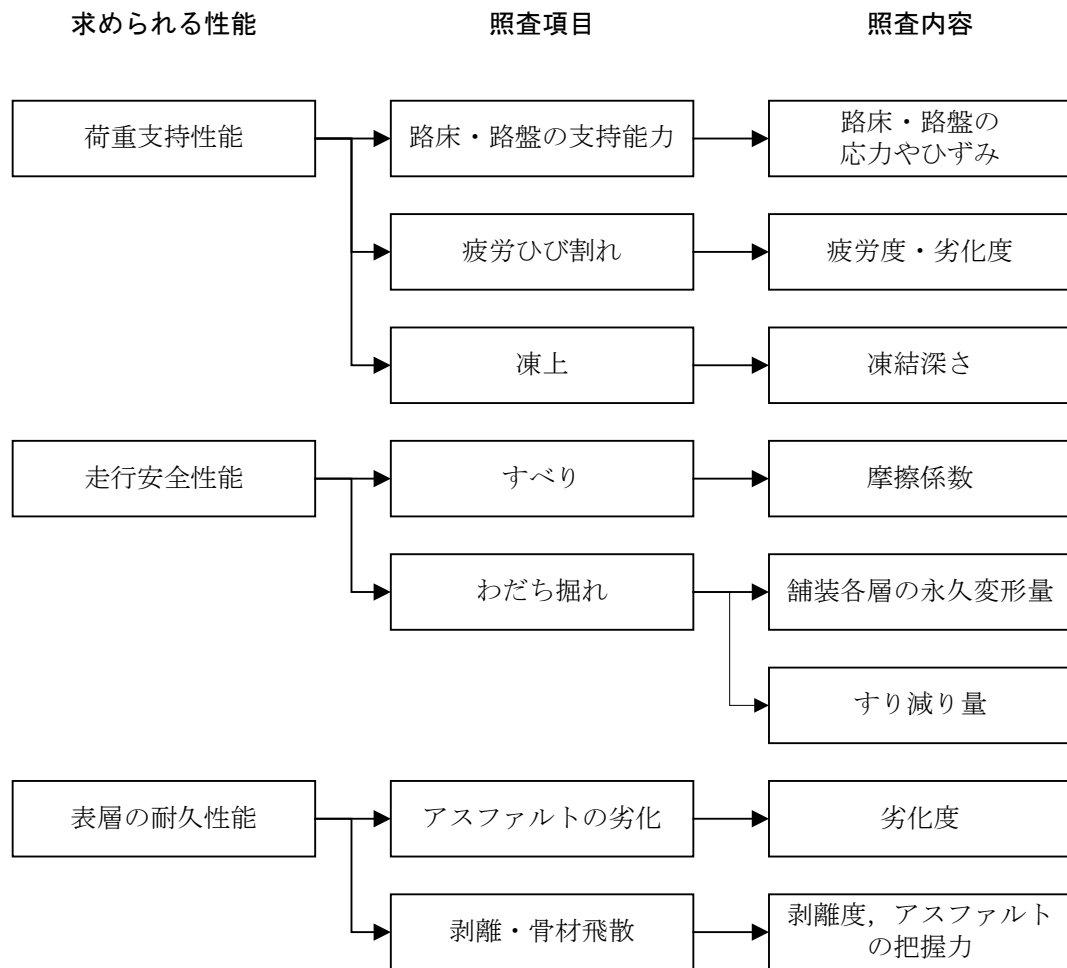 求められる性能
照査項目
照査内容
荷重支持性能
路床・路盤の支持能力
路床・路盤の
応力やひずみ
疲労ひび割れ
疲労度・劣化度
凍上
凍結深さ
走行安全性能
すべり
摩擦係数
わだち掘れ
舗装各層の永久変形量
すり減り量
表層の耐久性能
アスファルトの劣化
劣化度
剥離・骨材飛散
剥離度，アスファルト
の把握力